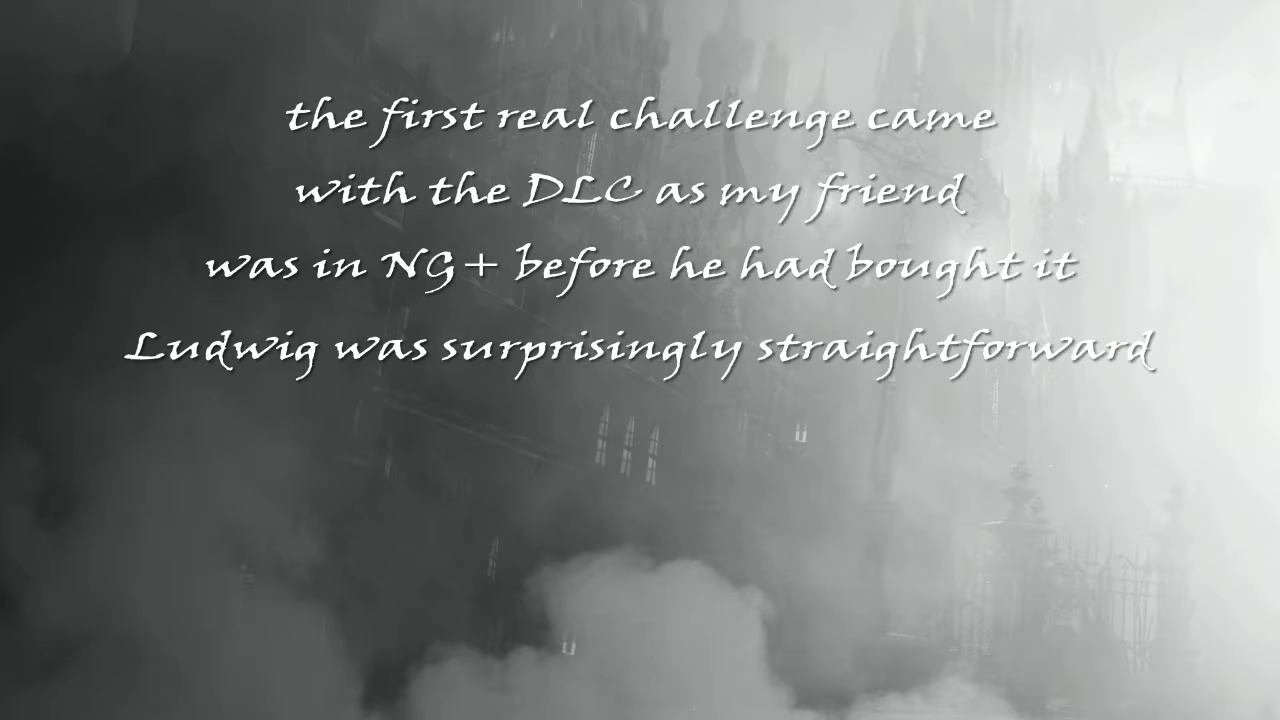 the first real challenge came
with the DLC as my friend
was in NG+ before he had bought it
Ludwig was surprisingly straightforward